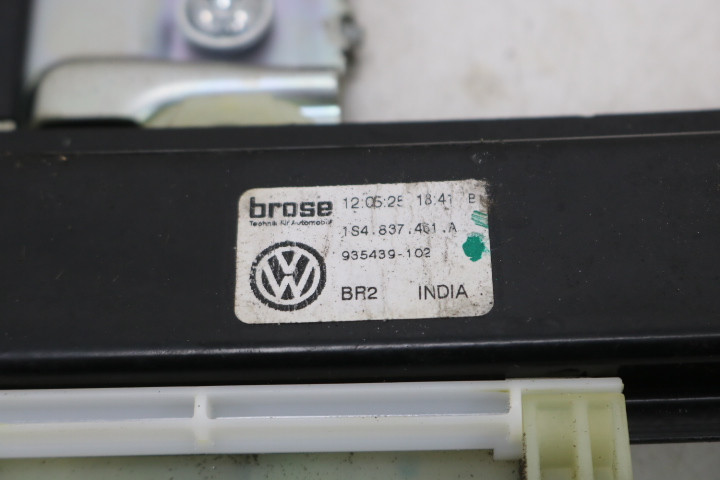 brose 12:05:25 18:41 B
Technik für Automobile
1S4.837.461.A
935439-102
BR2 INDIA